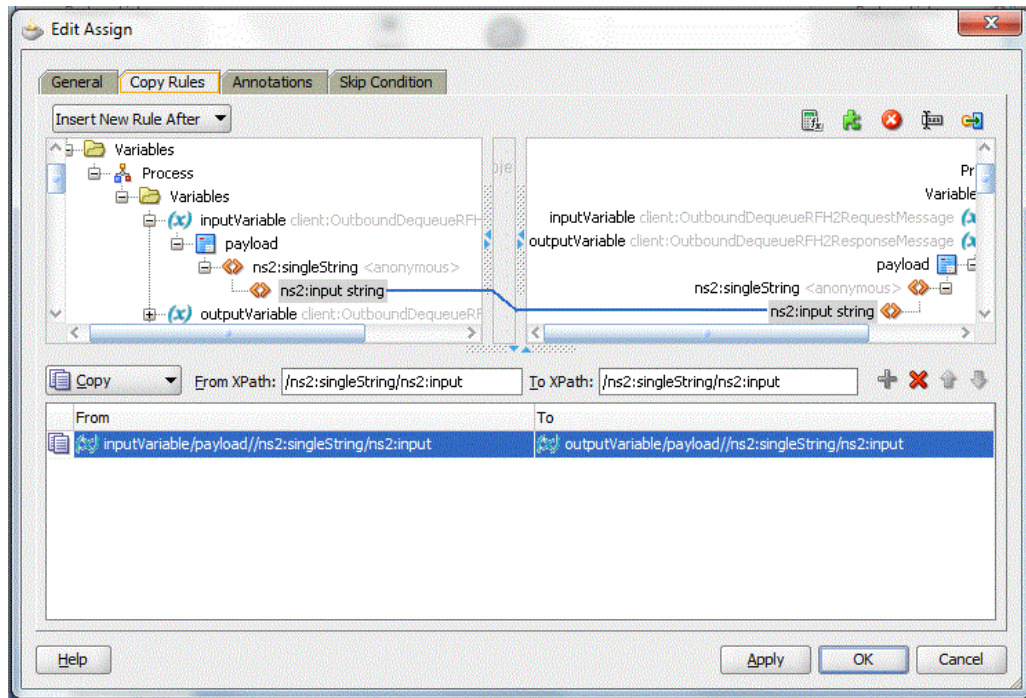 Edit Assign
General Copy Rules Annotations Skip Condition
Insert New Rule After
Variables
Process
Variables
inputVariable client:OutboundDequeueRFH
payload
ns2:singleString <anonymous>
ns2:input string
outputVariable client:OutboundDequeueRF
Pr
Variable
inputVariable client:OutboundDequeueRFH2RequestMessage (x
outputVariable client:OutboundDequeueRFH2ResponseMessage (x
payload
ns2:singleString <anonymous>
ns2:input string
Copy From XPath: /ns2:singleString/ns2:input To XPath: /ns2:singleString/ns2:input
From To
inputVariable/payload//ns2:singleString/ns2:input outputVariable/payload//ns2:singleString/ns2:input
Help Apply OK Cancel